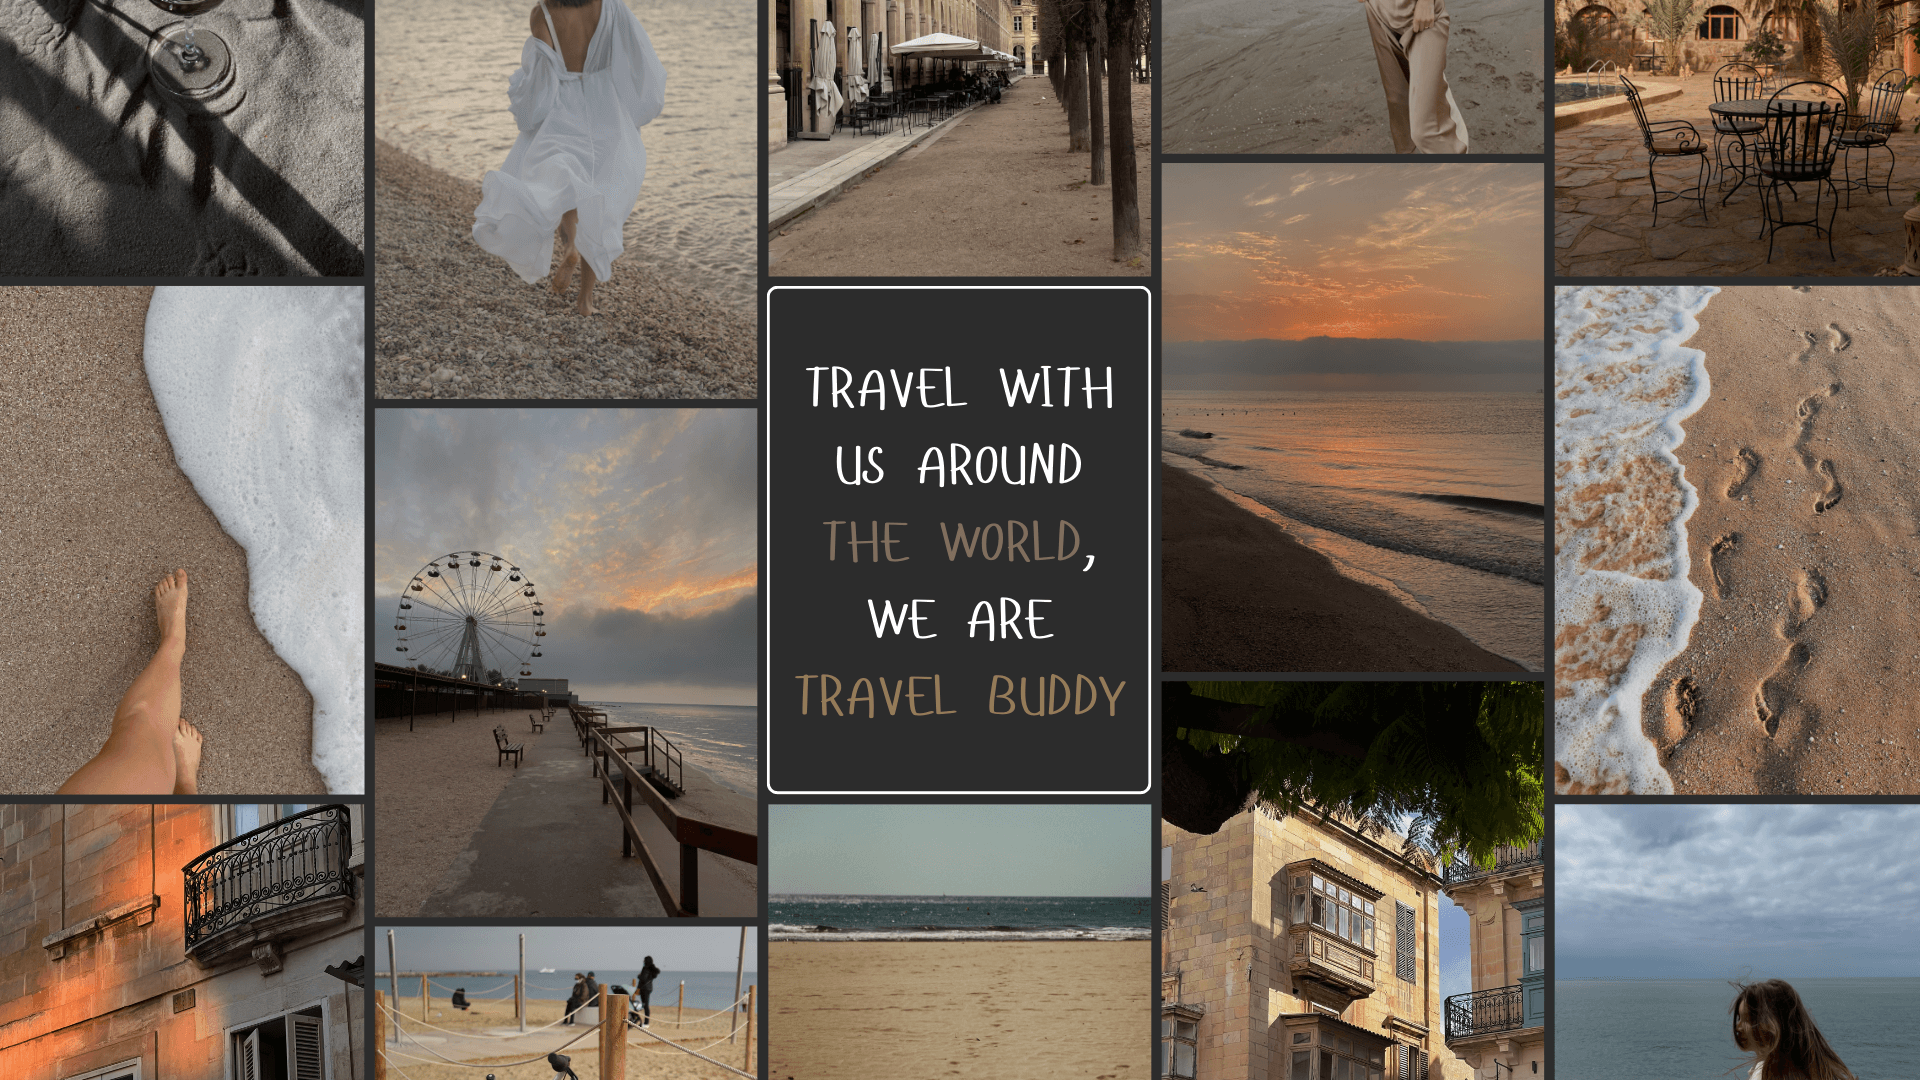 TRAVEL WITH
US AROUND
THE WORLD,
WE ARE
TRAVEL BUDDY